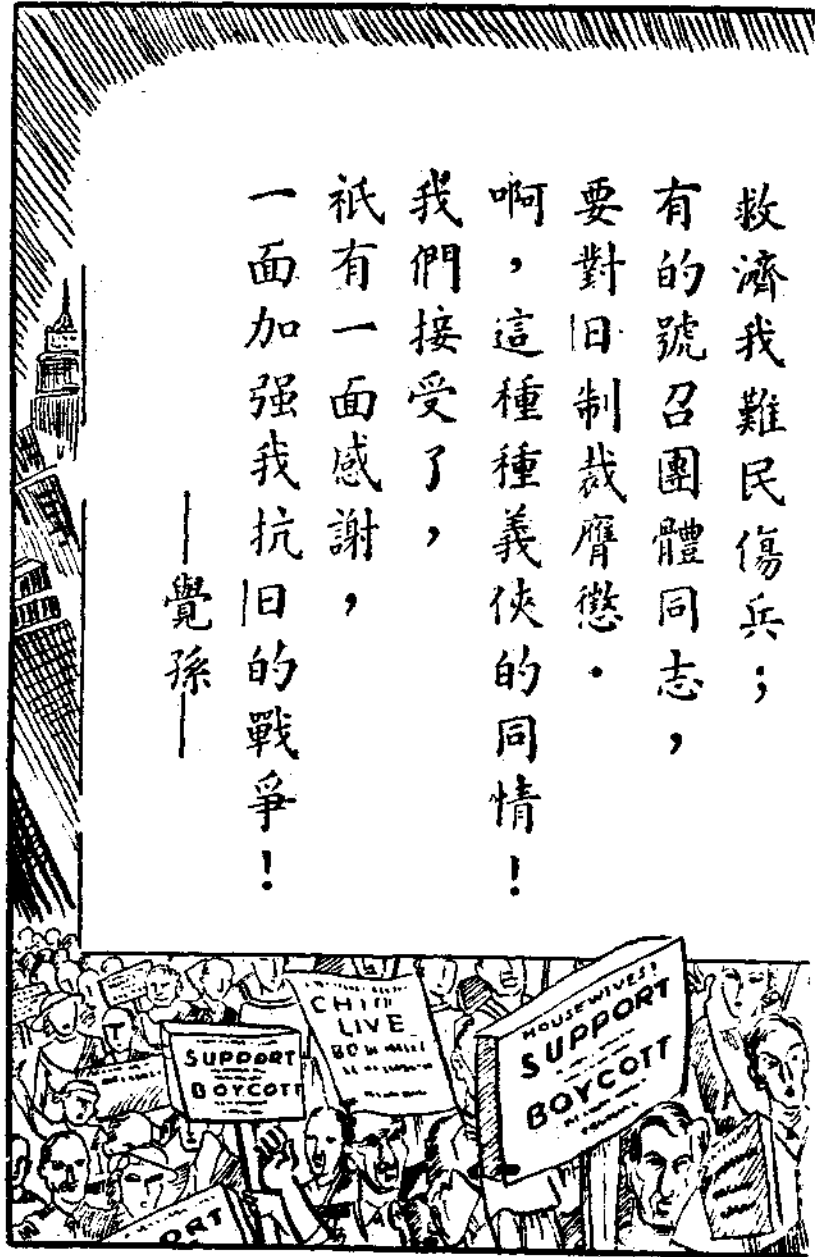 救濟我難民傷兵；
有的號召團體同志，
要對旧制裁膺懲．
啊，這種種義俠的同情！
我們接受了，
祇有一面感謝，
一面加强我抗旧的戰爭！
——覺孫——
SUPPORT
BOYCOTT
LIVE
HOUSEWIVES!
SUPPORT
BOYCOTT